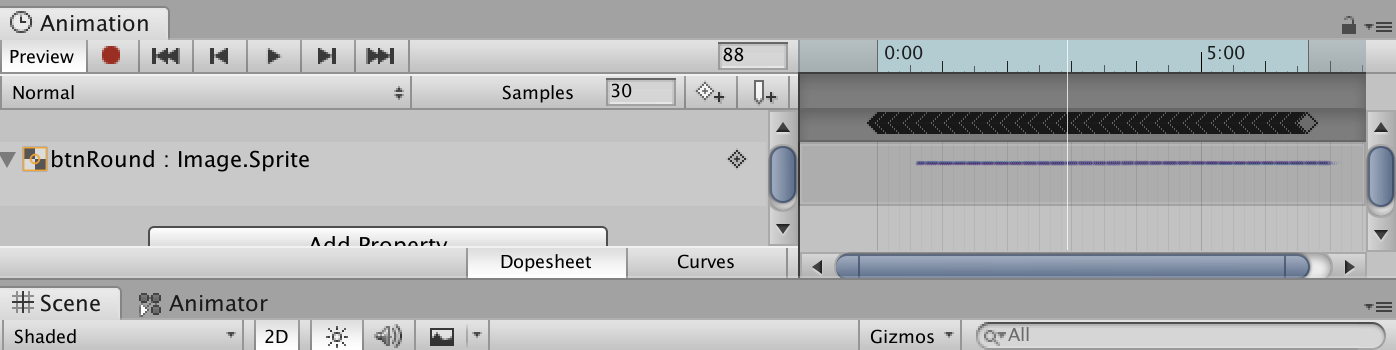 Animation
Preview 88 0:00 5:00
Normal Samples 30
btnRound : Image.Sprite
Add Property
Dopesheet Curves
Scene Animator
Shaded 2D Gizmos All